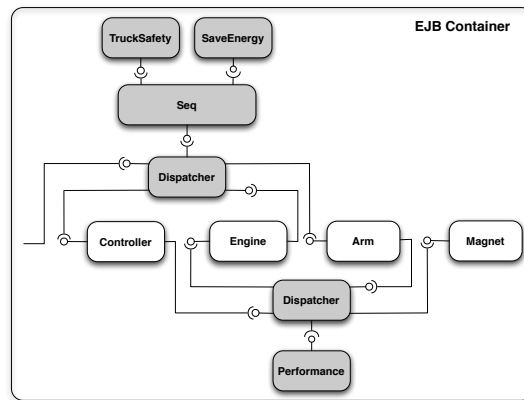 EJB Container
TruckSafety
SaveEnergy
Seq
Dispatcher
Controller
Engine
Arm
Magnet
Dispatcher
Performance